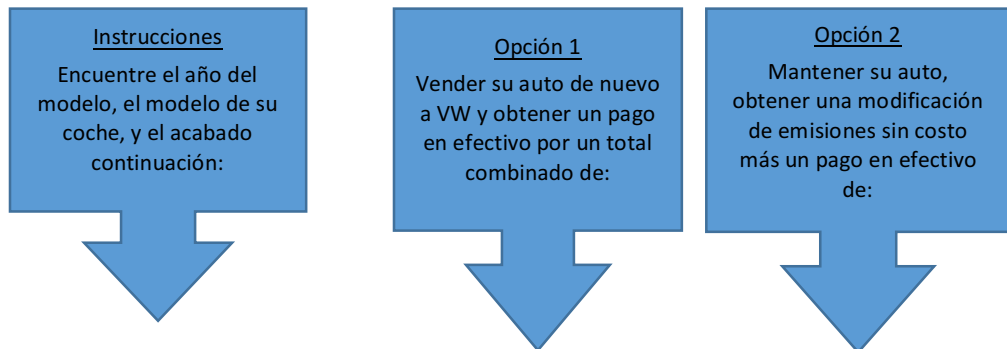 Instrucciones
Encuentre el año del
modelo, el modelo de su
coche, y el acabado
continuación:
Opción 1
Vender su auto de nuevo
a VW y obtener un pago
en efectivo por un total
combinado de:
Opción 2
Mantener su auto,
obtener una modificación
de emisiones sin costo
más un pago en efectivo
de: